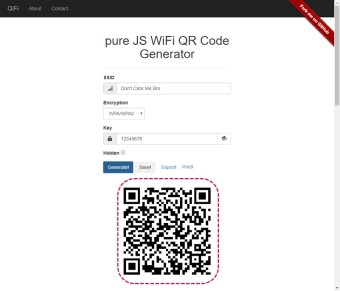 QiFi About Contact
Fork me on GitHub
pure JS WiFi QR Code
Generator
SSID
Don't Click Me Bro
Encryption
WPA/WPA2
Key
12345678
Hidden
Generate! Save! Export! Print!